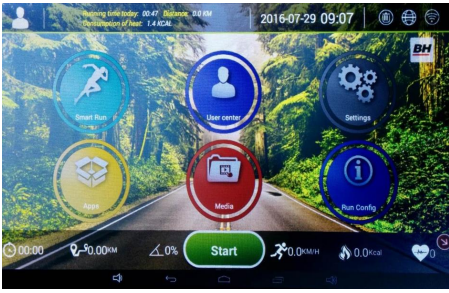 Running time today: 00:47 Distance: 0.0 KM
Consumption of heat: 1.4 KCAL
2016-07-29 09:07
BH
Smart Run
User center
Settings
Apps
Media
Run Config
00:00
0.00KM
0%
Start
0.0KM/H
0.0Kcal
0